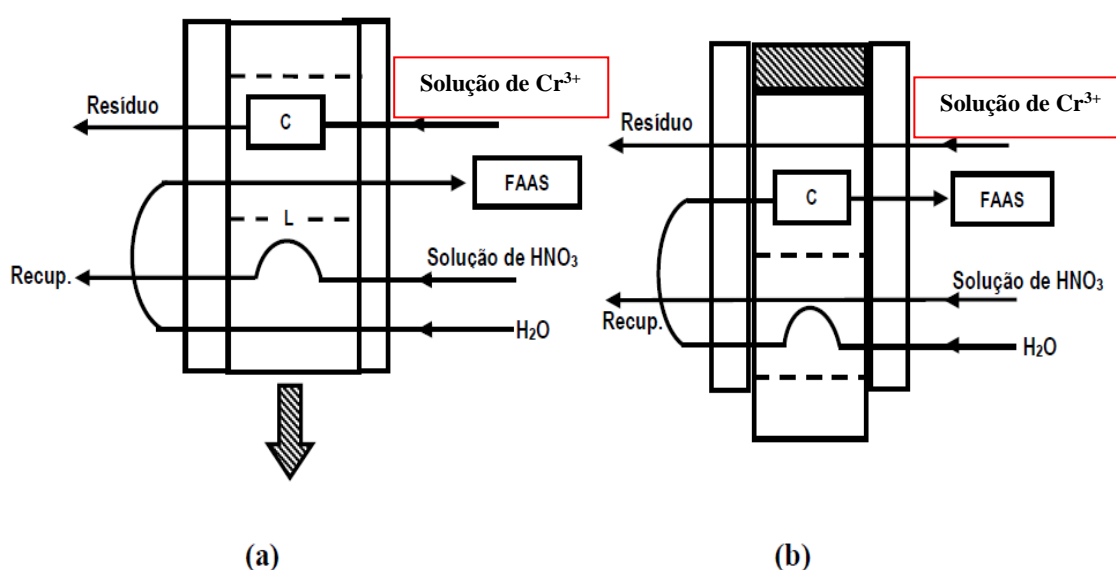 Solução de Cr³⁺
Resíduo
C
FAAS
L
Solução de HNO₃
Recup.
H₂O
(a)
Solução de Cr³⁺
Resíduo
C
FAAS
Solução de HNO₃
Recup.
H₂O
(b)